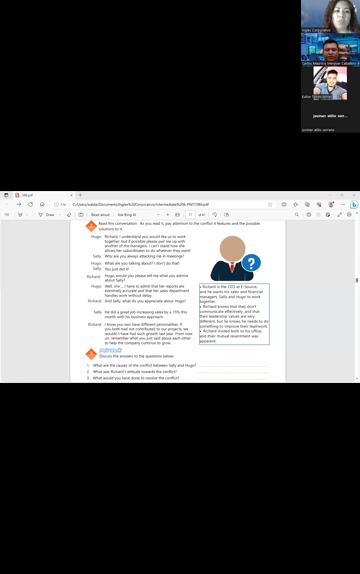 Ingles Corporativo
Jasman atilio serr...
Jasman atilio serrano
Read aloud
Ask Bing AI
Draw
Read this conversation. As you read it, pay attention to the conflict it features and the possible
solutions to it.
Hugo: Richard, I understand you would like us to work
together, but if possible please pair me up with
another of the managers. I can't stand how she
allows her subordinates to do whatever they want!
Sally: Why are you always attacking me in meetings?
Hugo: What are you talking about? I don't do that!
Sally: You just did it!
Richard: Hugo, would you please tell me what you admire
about Sally?
Hugo: Well, she... I have to admit that her reports are
extremely accurate and that her sales department
handles work without delay.
Richard: And Sally, what do you appreciate about Hugo?
Sally: He did a great job increasing sales by a 15% this
month with his business approach
Richard: I know you two have different personalities. If
you both had not contributed to our projects, we
wouldn't have had such growth last year. From now
on, remember what you just said about each other
to help the company continue to grow.
?
• Richard is the CEO at E-Source,
and he wants his sales and financial
managers, Sally and Hugo to work
together.
• Richard knows that they don't
communicate effectively, and that
their leadership values are very
different, but he knows he needs to do
something to improve their teamwork.
• Richard invited both to his office,
and their mutual resentment was
apparent.
Discuss the answers to the questions below.
1. What are the causes of the conflict between Sally and Hugo?
2. What was Richard's attitude towards the conflict?
3. What would you have done to resolve the conflict?